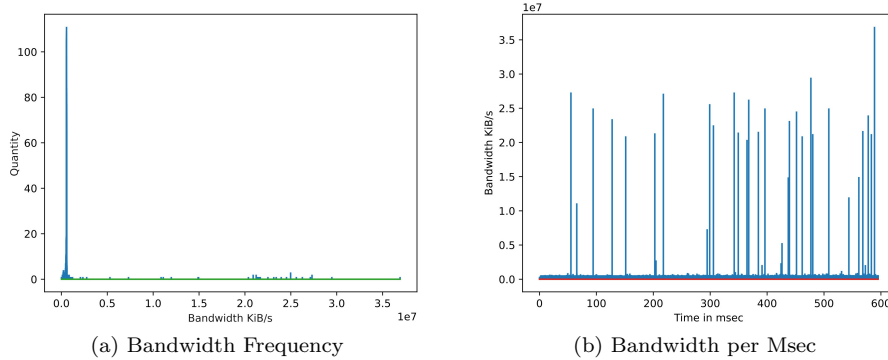 100
80
60
40
20
0
Quantity
0.0 0.5 1.0 1.5 2.0 2.5 3.0 3.5
1e7
Bandwidth KiB/s
(a) Bandwidth Frequency
1e7
3.5
3.0
2.5
2.0
1.5
1.0
0.5
0.0
Bandwidth KiB/s
0 100 200 300 400 500 600
Time in msec
(b) Bandwidth per Msec